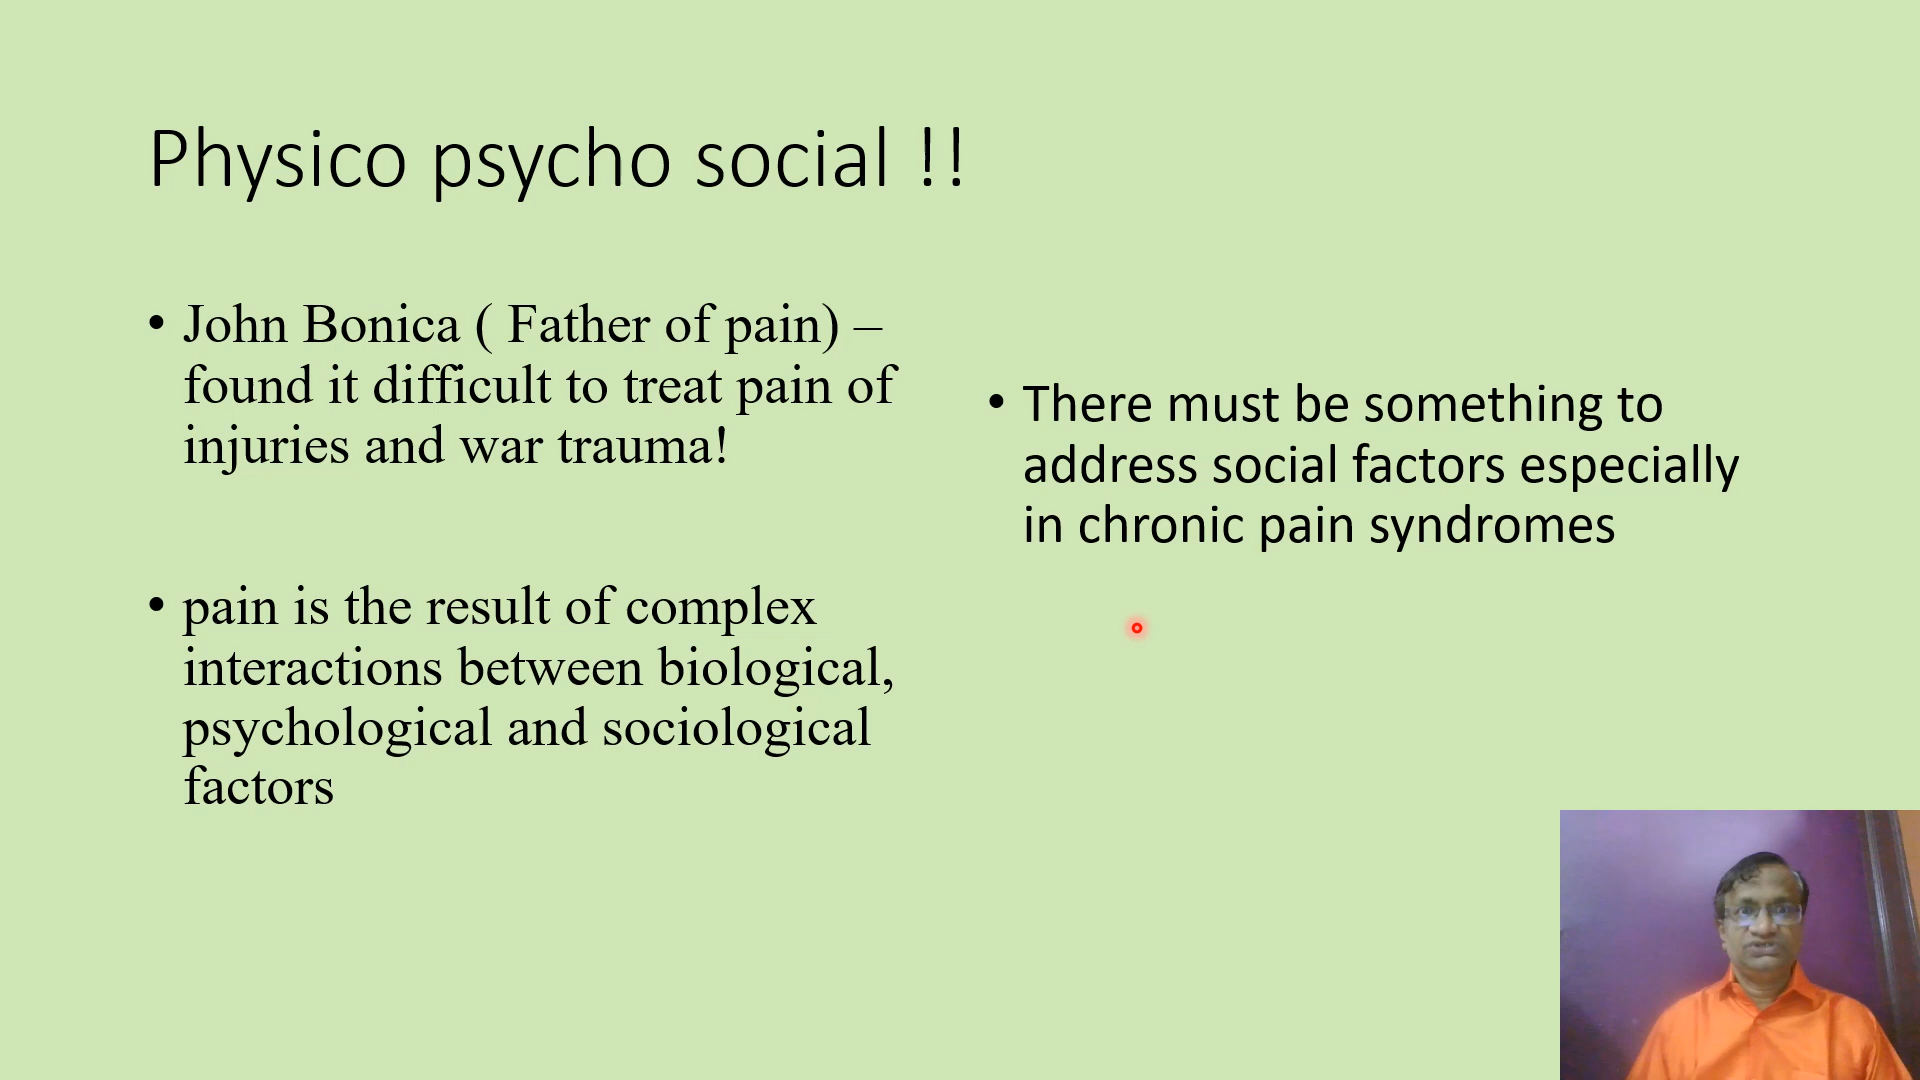 Physico psycho social !!
• John Bonica ( Father of pain) –
found it difficult to treat pain of
injuries and war trauma!
• pain is the result of complex
interactions between biological,
psychological and sociological
factors
• There must be something to
address social factors especially
in chronic pain syndromes